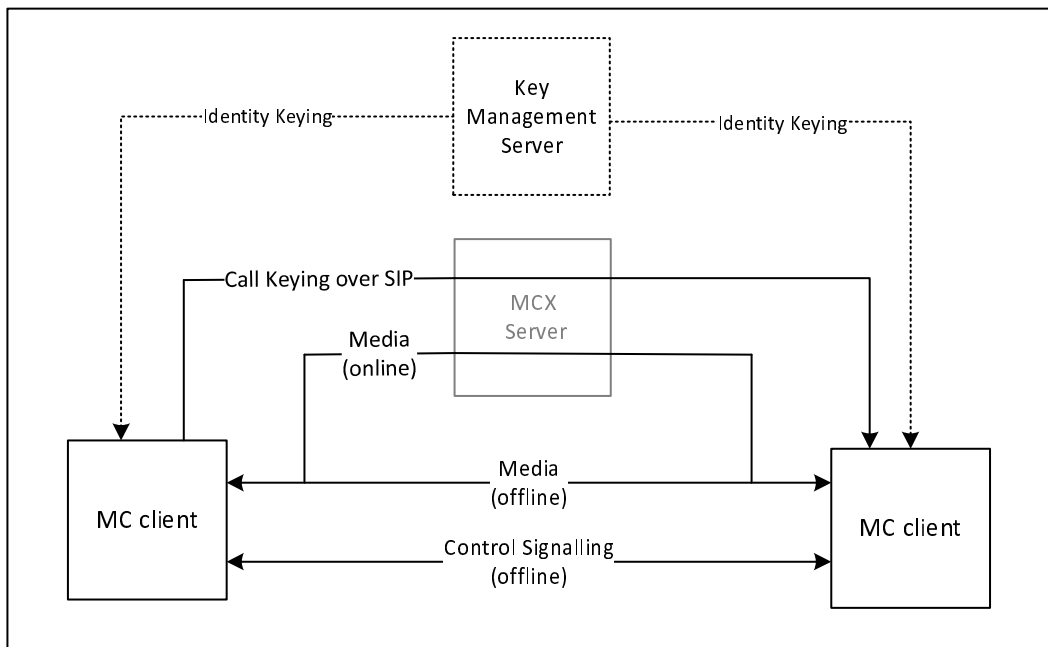 Key
Management
Server
Identity Keying
Identity Keying
Call Keying over SIP
MCX
Server
Media
(online)
Media
(offline)
MC client
MC client
Control Signalling
(offline)